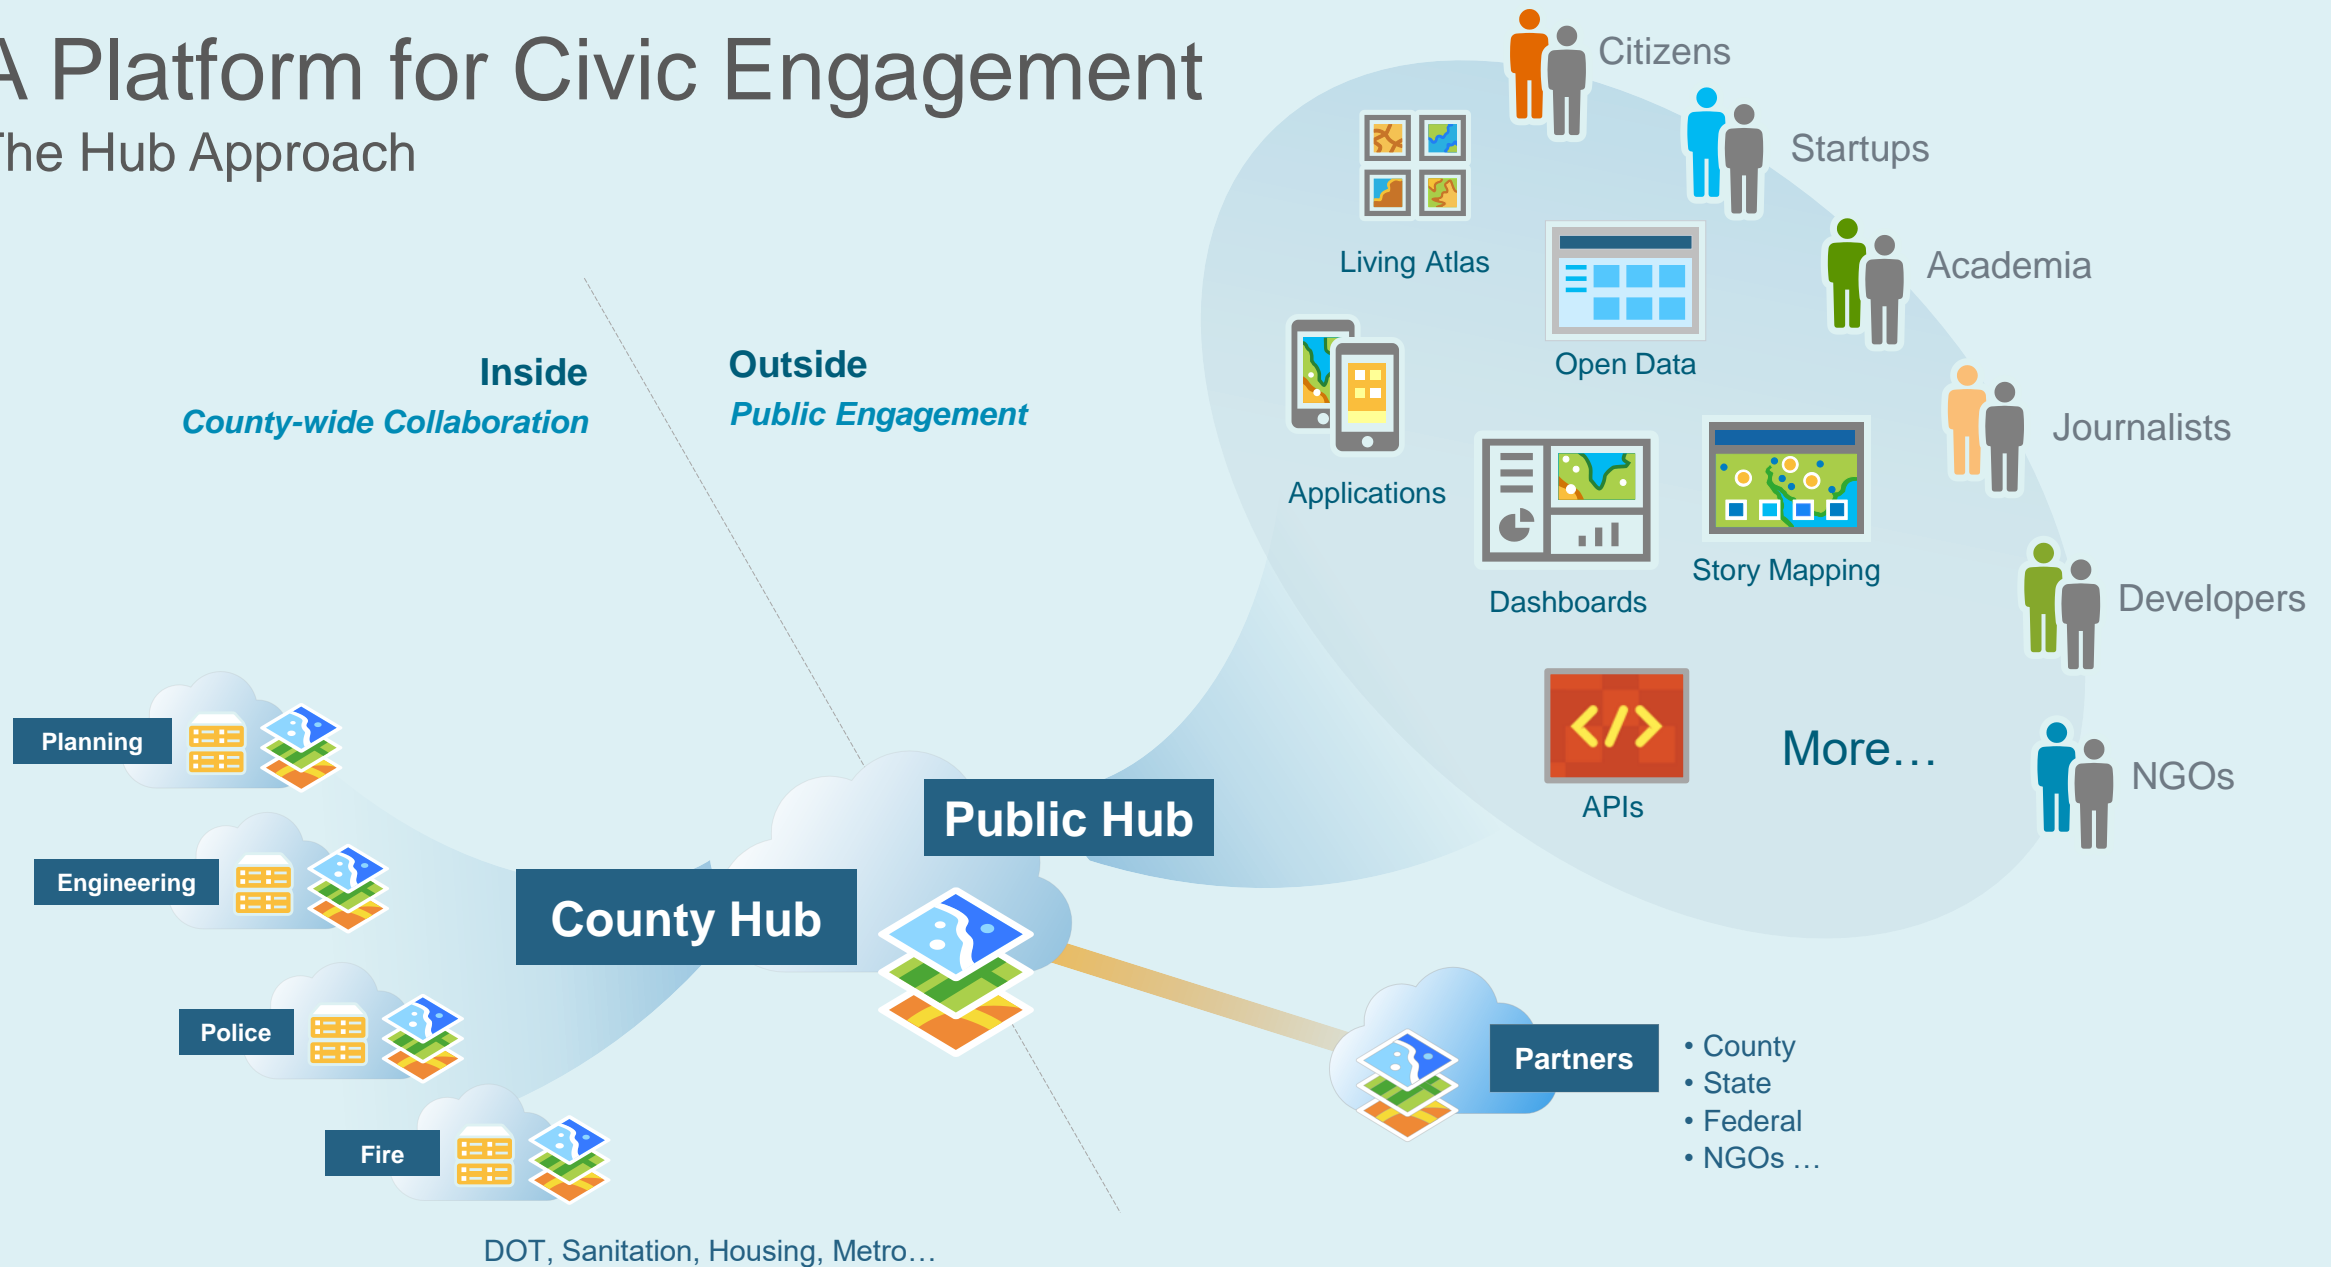 A Platform for Civic Engagement
The Hub Approach
Citizens
Startups
Living Atlas
Academia
Open Data
Inside
County-wide Collaboration
Outside
Public Engagement
Journalists
Applications
Story Mapping
Dashboards
Developers
Planning
More…
NGOs
APIs
Public Hub
Engineering
County Hub
Police
Partners
• County
• State
• Federal
• NGOs …
Fire
DOT, Sanitation, Housing, Metro…